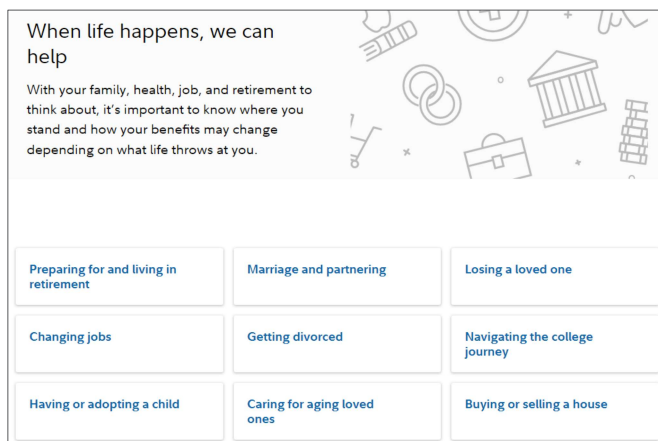 When life happens, we can
help
With your family, health, job, and retirement to
think about, it's important to know where you
stand and how your benefits may change
depending on what life throws at you.
Preparing for and living in
retirement
Marriage and partnering
Losing a loved one
Changing jobs
Getting divorced
Navigating the college
journey
Having or adopting a child
Caring for aging loved
ones
Buying or selling a house